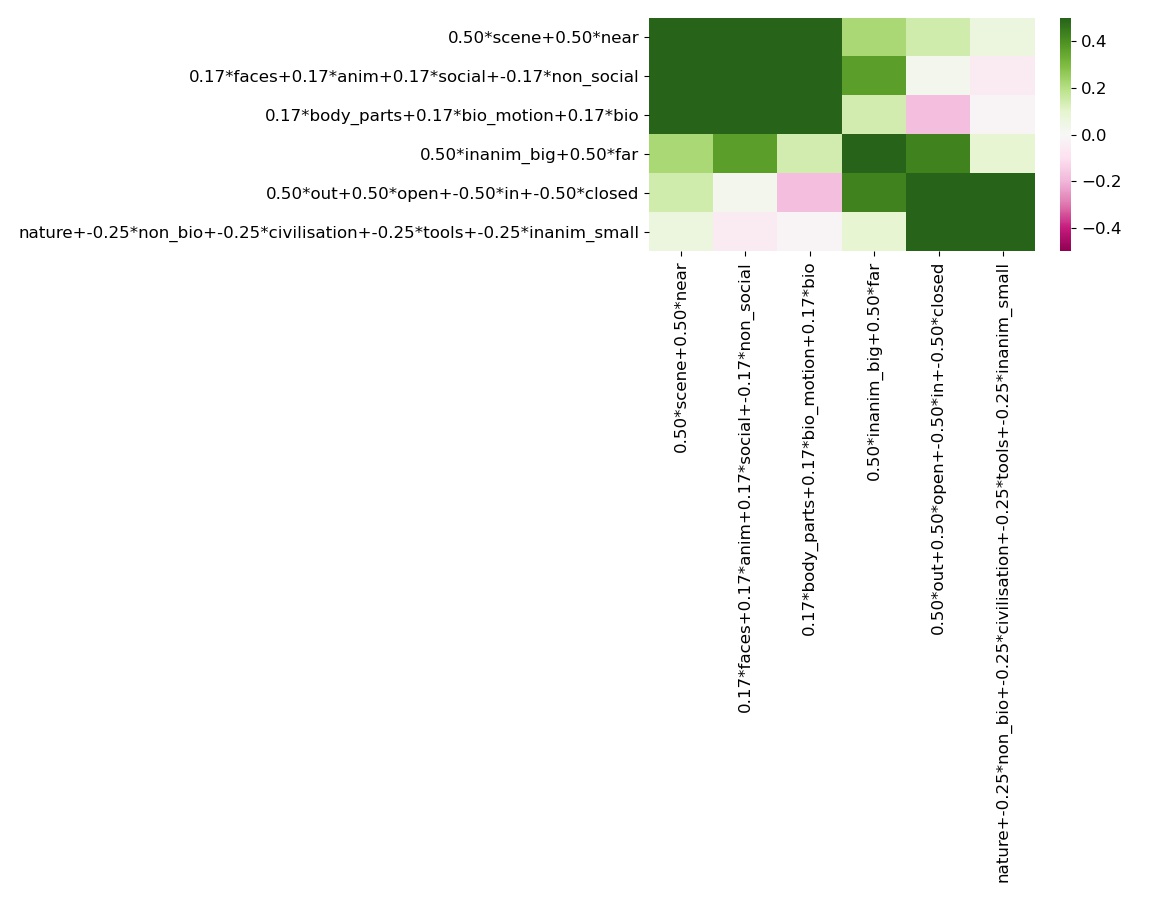 0.50*scene+0.50*near
0.17*faces+0.17*anim+0.17*social+-0.17*non_social
0.17*body_parts+0.17*bio_motion+0.17*bio
0.50*inanim_big+0.50*far
0.50*out+0.50*open+-0.50*in+-0.50*closed
nature+-0.25*non_bio+-0.25*civilisation+-0.25*tools+-0.25*inanim_small
0.50*scene+0.50*near
0.17*faces+0.17*anim+0.17*social+-0.17*non_social
0.17*body_parts+0.17*bio_motion+0.17*bio
0.50*inanim_big+0.50*far
0.50*out+0.50*open+-0.50*in+-0.50*closed
nature+-0.25*non_bio+-0.25*civilisation+-0.25*tools+-0.25*inanim_small
0.4
0.2
0.0
−0.2
−0.4